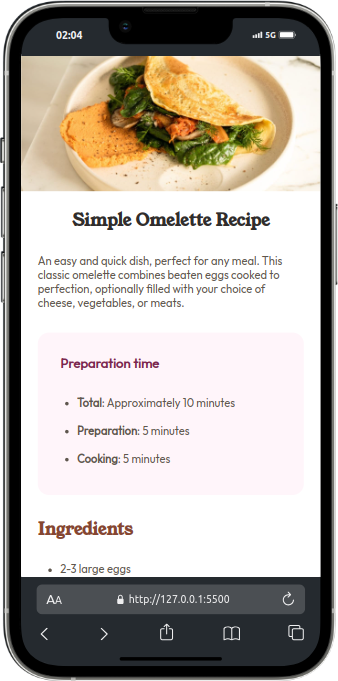 02:04
5G
Simple Omelette Recipe
An easy and quick dish, perfect for any meal. This
classic omelette combines beaten eggs cooked to
perfection, optionally filled with your choice of
cheese, vegetables, or meats.
Preparation time
• Total: Approximately 10 minutes
• Preparation: 5 minutes
• Cooking: 5 minutes
Ingredients
• 2-3 large eggs
AA http://127.0.0.1:5500